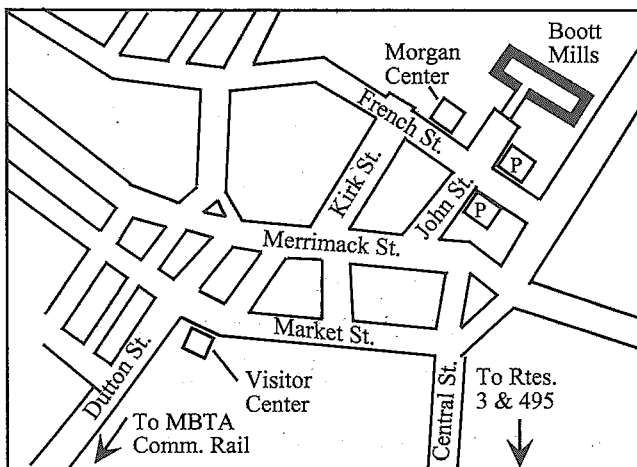 Boott
Mills
Morgan
Center
French St.
P
Kirk St.
John St.
P
Merrimack St.
Market St.
Dutton St.
Visitor
Center
Central St.
To Rtes.
3 & 495
To MBTA
Comm. Rail